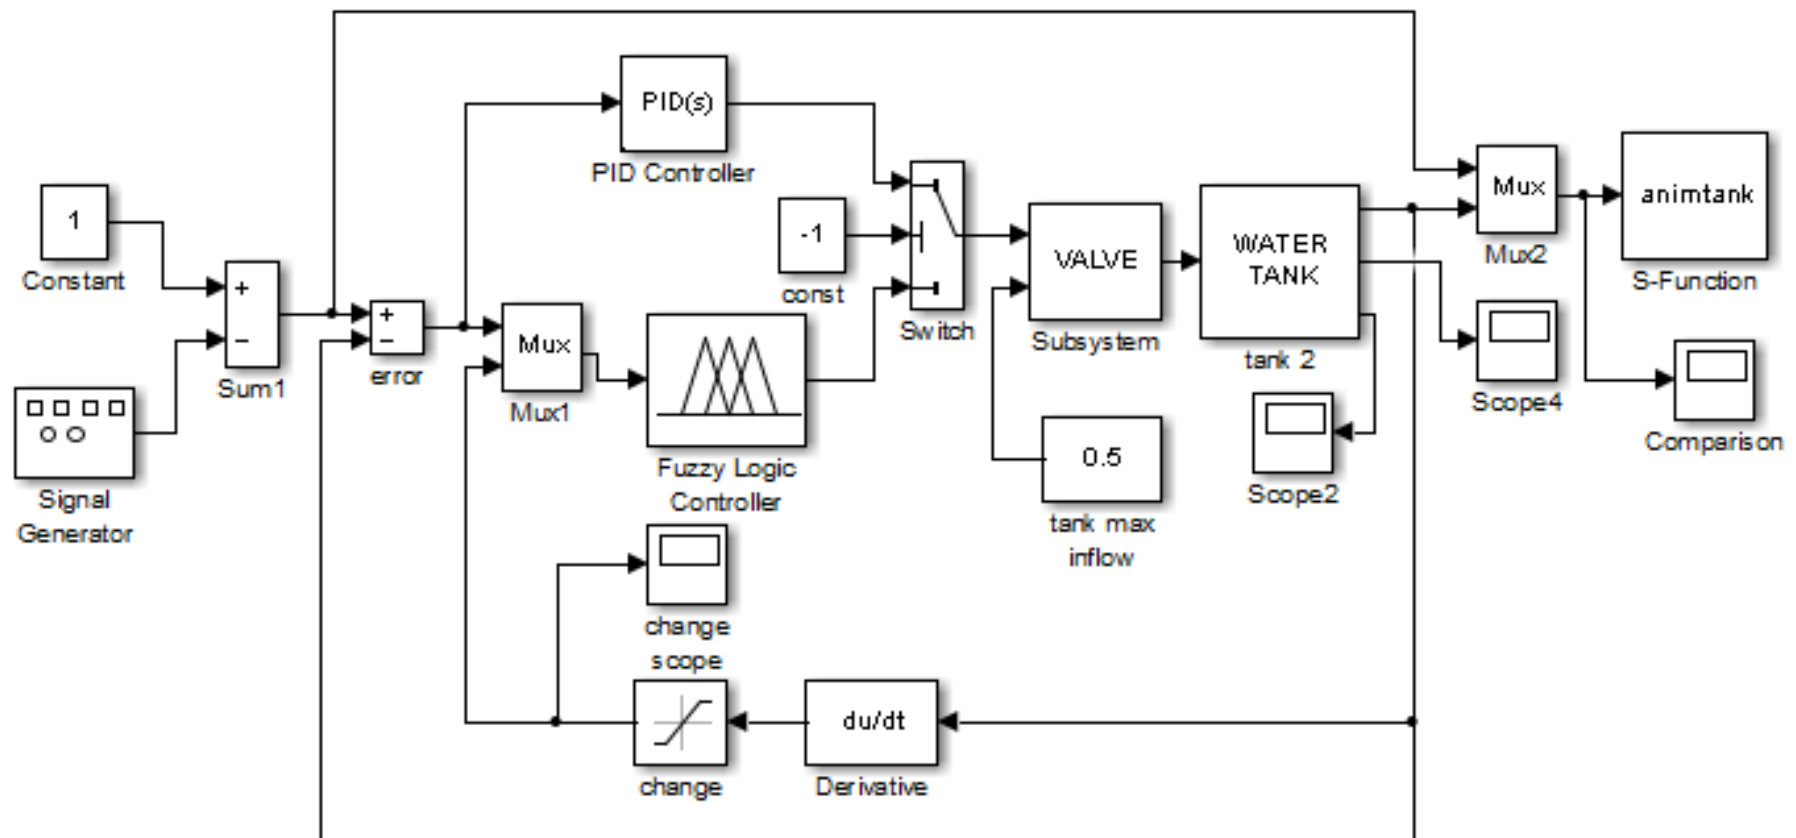 PID(s)
PID Controller
1
Constant
+
−
Sum1
Signal
Generator
+
−
error
Mux
Mux1
Fuzzy Logic
Controller
-1
const
Switch
VALVE
Subsystem
0.5
tank max
inflow
WATER
TANK
tank 2
Scope2
Mux
Mux2
animtank
S-Function
Scope4
Comparison
change
scope
change
du/dt
Derivative